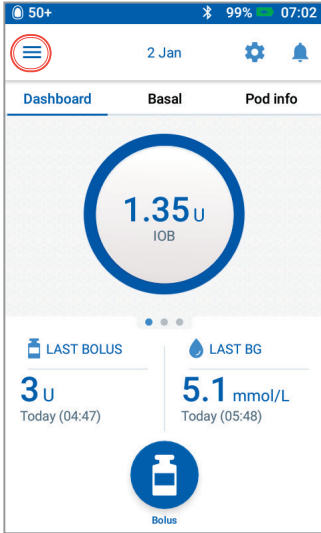 50+ 99% 07:02
2 Jan
Dashboard Basal Pod info
1.35 U
IOB
LAST BOLUS LAST BG
3 U 5.1 mmol/L
Today (04:47) Today (05:48)
Bolus